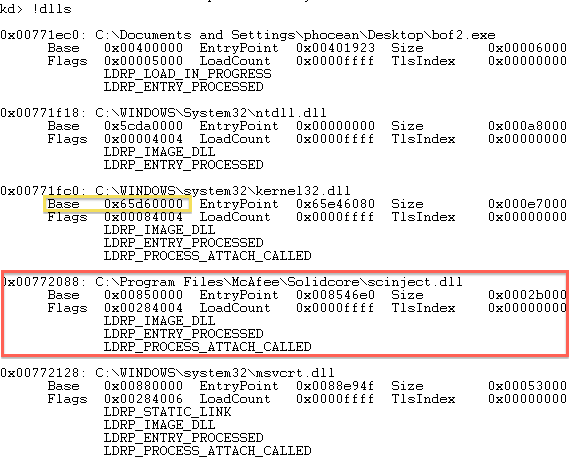 kd> !dlls
0x00771ec0: C:\Documents and Settings\phocean\Desktop\bof2.exe
Base 0x00400000 EntryPoint 0x00401923 Size 0x00006000
Flags 0x00005000 LoadCount 0x0000ffff TlsIndex 0x00000000
LDRP_LOAD_IN_PROGRESS
LDRP_ENTRY_PROCESSED
0x00771f18: C:\WINDOWS\System32\ntdll.dll
Base 0x5cda0000 EntryPoint 0x00000000 Size 0x000a8000
Flags 0x00004004 LoadCount 0x0000ffff TlsIndex 0x00000000
LDRP_IMAGE_DLL
LDRP_ENTRY_PROCESSED
0x00771fc0: C:\WINDOWS\system32\kernel32.dll
Base 0x65d60000 EntryPoint 0x65e46080 Size 0x000e7000
Flags 0x00084004 LoadCount 0x0000ffff TlsIndex 0x00000000
LDRP_IMAGE_DLL
LDRP_ENTRY_PROCESSED
LDRP_PROCESS_ATTACH_CALLED
0x00772088: C:\Program Files\McAfee\Solidcore\scinject.dll
Base 0x00850000 EntryPoint 0x008546e0 Size 0x0002b000
Flags 0x00284004 LoadCount 0x0000ffff TlsIndex 0x00000000
LDRP_IMAGE_DLL
LDRP_ENTRY_PROCESSED
LDRP_PROCESS_ATTACH_CALLED
0x00772128: C:\WINDOWS\system32\msvcrt.dll
Base 0x00880000 EntryPoint 0x0088e94f Size 0x00053000
Flags 0x00284006 LoadCount 0x0000ffff TlsIndex 0x00000000
LDRP_STATIC_LINK
LDRP_IMAGE_DLL
LDRP_ENTRY_PROCESSED
LDRP_PROCESS_ATTACH_CALLED